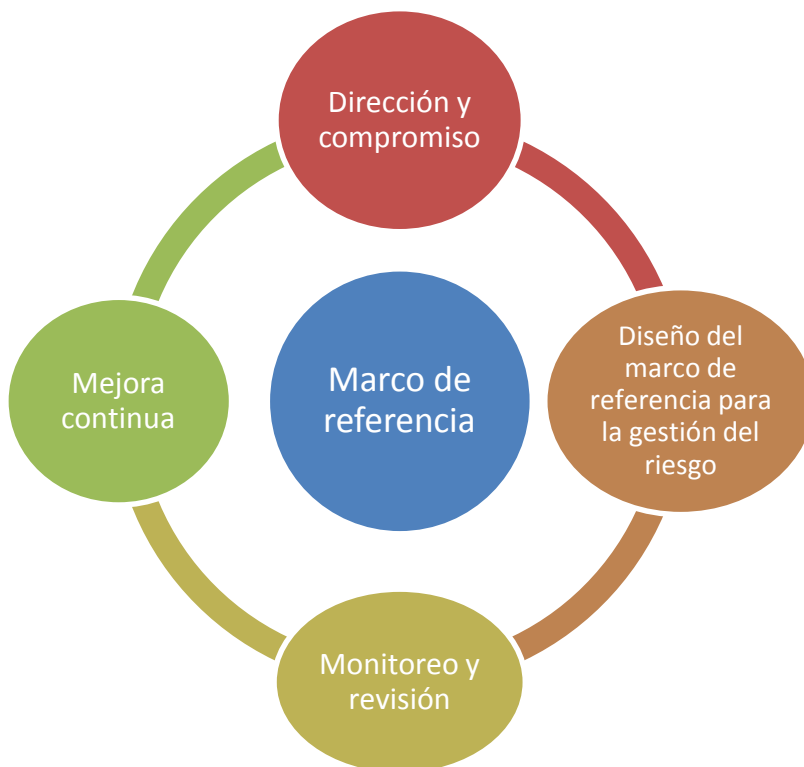 Dirección y
compromiso
Diseño del
marco de
referencia para
la gestión del
riesgo
Marco de
referencia
Mejora
continua
Monitoreo y
revisión